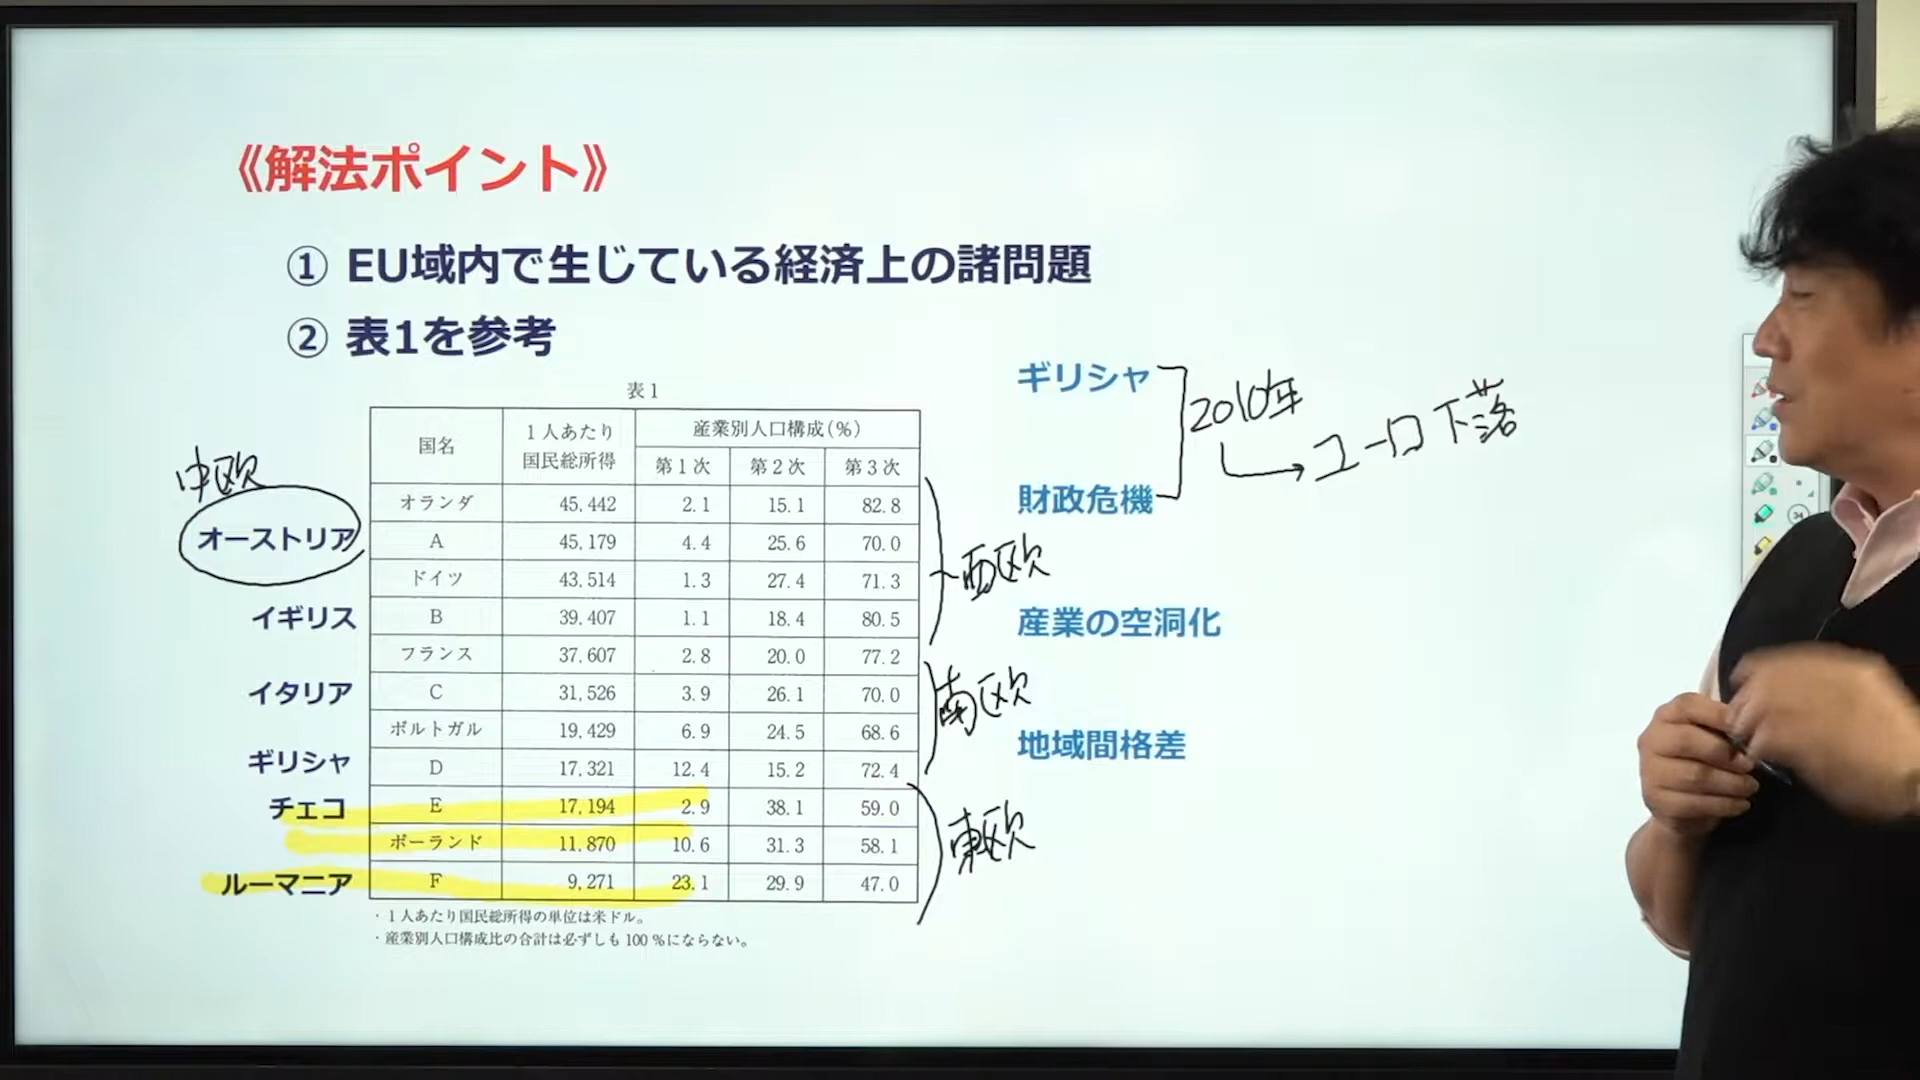 《解法ポイント》
① EU域内で生じている経済上の諸問題
② 表1を参考
表1
国名 1人あたり国民総所得 産業別人口構成(%)
第1次 第2次 第3次
オランダ 45,442 2.1 15.1 82.8
A 45,179 4.4 25.6 70.0
ドイツ 43,514 1.3 27.4 71.3
B 39,407 1.1 18.4 80.5
フランス 37,607 2.8 20.0 77.2
C 31,526 3.9 26.1 70.0
ポルトガル 19,429 6.9 24.5 68.6
D 17,321 12.4 15.2 72.4
E 17,194 2.9 38.1 59.0
ポーランド 11,870 10.6 31.3 58.1
F 9,271 23.1 29.9 47.0
・1人あたり国民総所得の単位は米ドル。
・産業別人口構成比の合計は必ずしも100%にならない。
中欧
オーストリア
イギリス
イタリア
ギリシャ
チェコ
ルーマニア
西欧
南欧
東欧
ギリシャ
財政危機
2010年
ユーロ下落
産業の空洞化
地域間格差
34